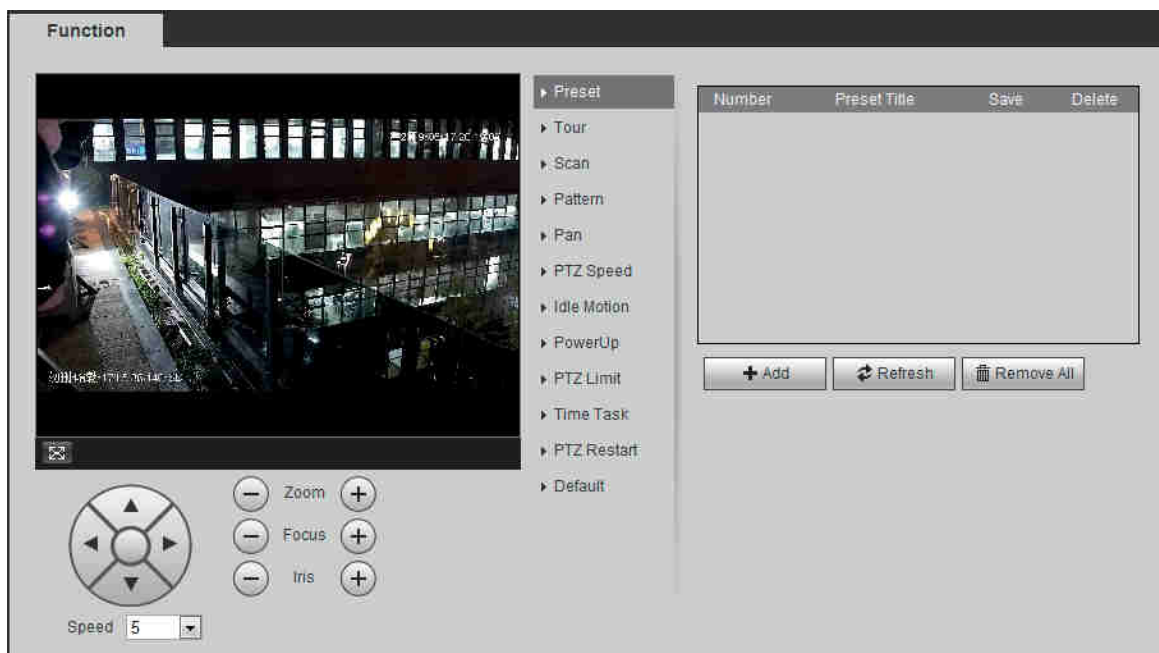 Function
Preset
Tour
Scan
Pattern
Pan
PTZ Speed
Idle Motion
PowerUp
PTZ Limit
Time Task
PTZ Restart
Default
Number Preset Title Save Delete
Add Refresh Remove All
Zoom
Focus
Iris
Speed 5